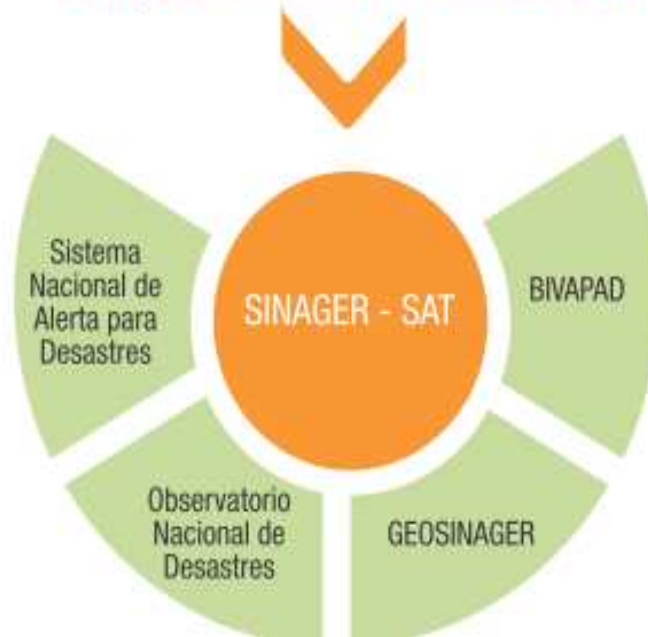 SINAGER - SAT
Sistema
Nacional de
Alerta para
Desastres
Observatorio
Nacional de
Desastres
GEOSINAGER
BIVAPAD